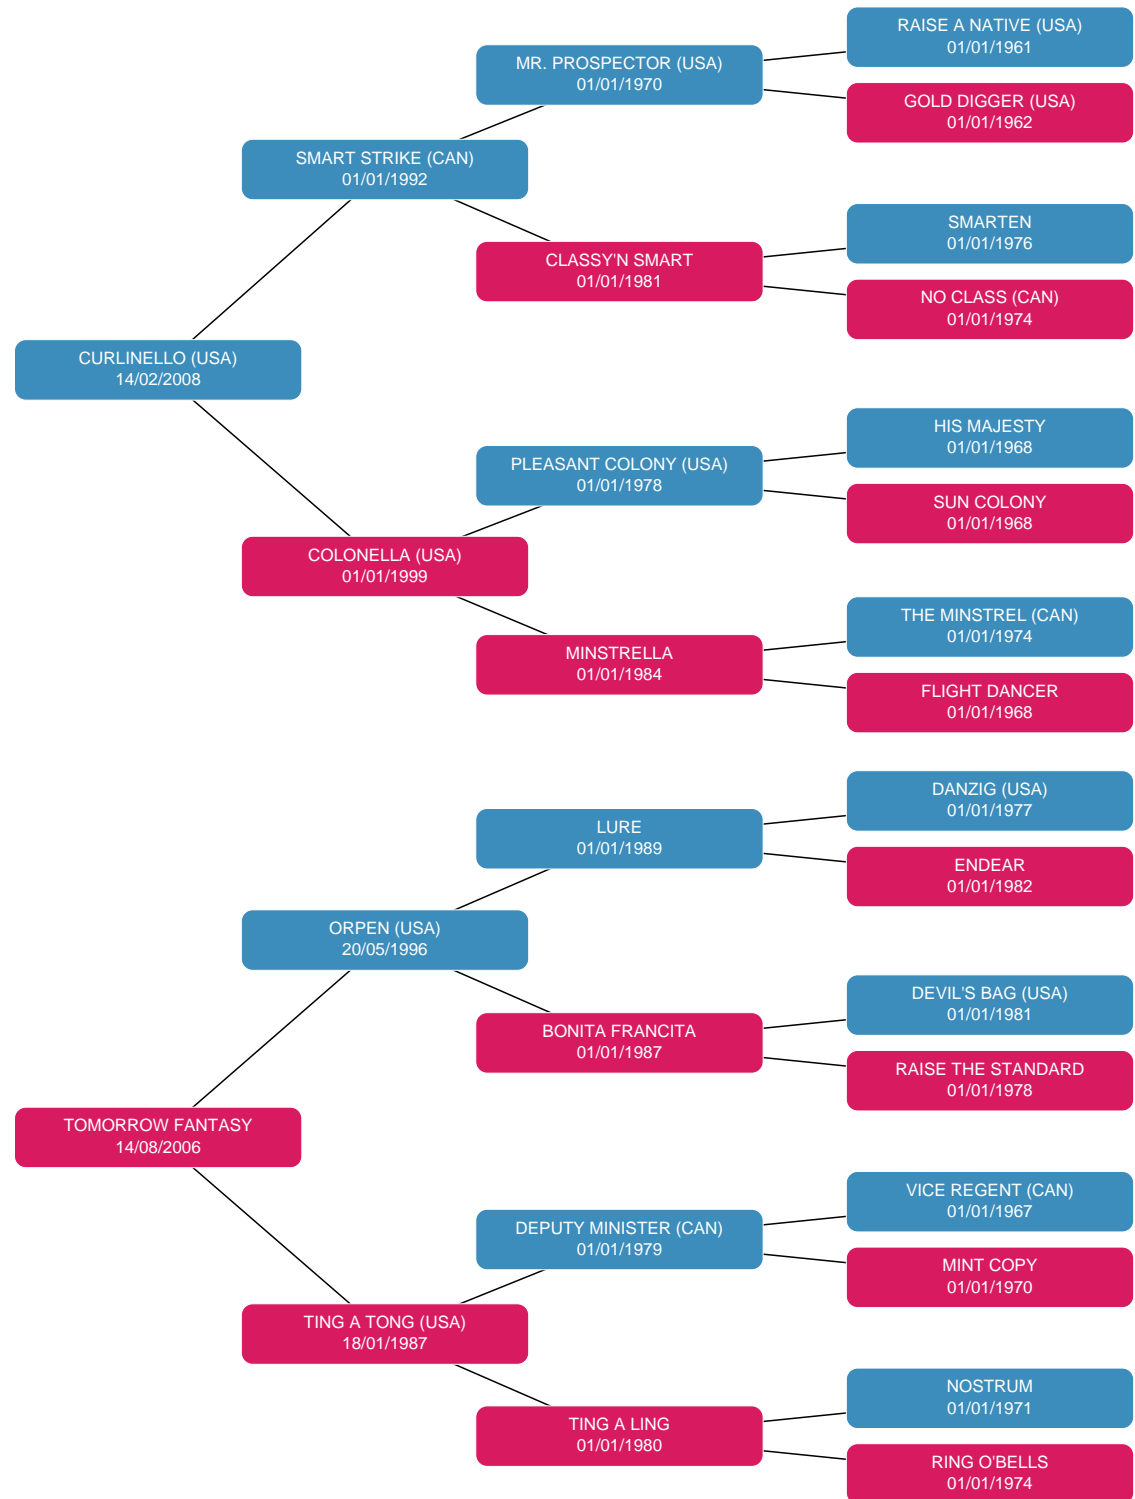 RAISE A NATIVE (USA)
01/01/1961
MR. PROSPECTOR (USA)
01/01/1970
GOLD DIGGER (USA)
01/01/1962
SMART STRIKE (CAN)
01/01/1992
SMARTEN
01/01/1976
CLASSY'N SMART
01/01/1981
NO CLASS (CAN)
01/01/1974
CURLINELLO (USA)
14/02/2008
HIS MAJESTY
01/01/1968
PLEASANT COLONY (USA)
01/01/1978
SUN COLONY
01/01/1968
COLONELLA (USA)
01/01/1999
THE MINSTREL (CAN)
01/01/1974
MINSTRELLA
01/01/1984
FLIGHT DANCER
01/01/1968
DANZIG (USA)
01/01/1977
LURE
01/01/1989
ENDEAR
01/01/1982
ORPEN (USA)
20/05/1996
DEVIL'S BAG (USA)
01/01/1981
BONITA FRANCITA
01/01/1987
RAISE THE STANDARD
01/01/1978
TOMORROW FANTASY
14/08/2006
VICE REGENT (CAN)
01/01/1967
DEPUTY MINISTER (CAN)
01/01/1979
MINT COPY
01/01/1970
TING A TONG (USA)
18/01/1987
NOSTRUM
01/01/1971
TING A LING
01/01/1980
RING O'BELLS
01/01/1974